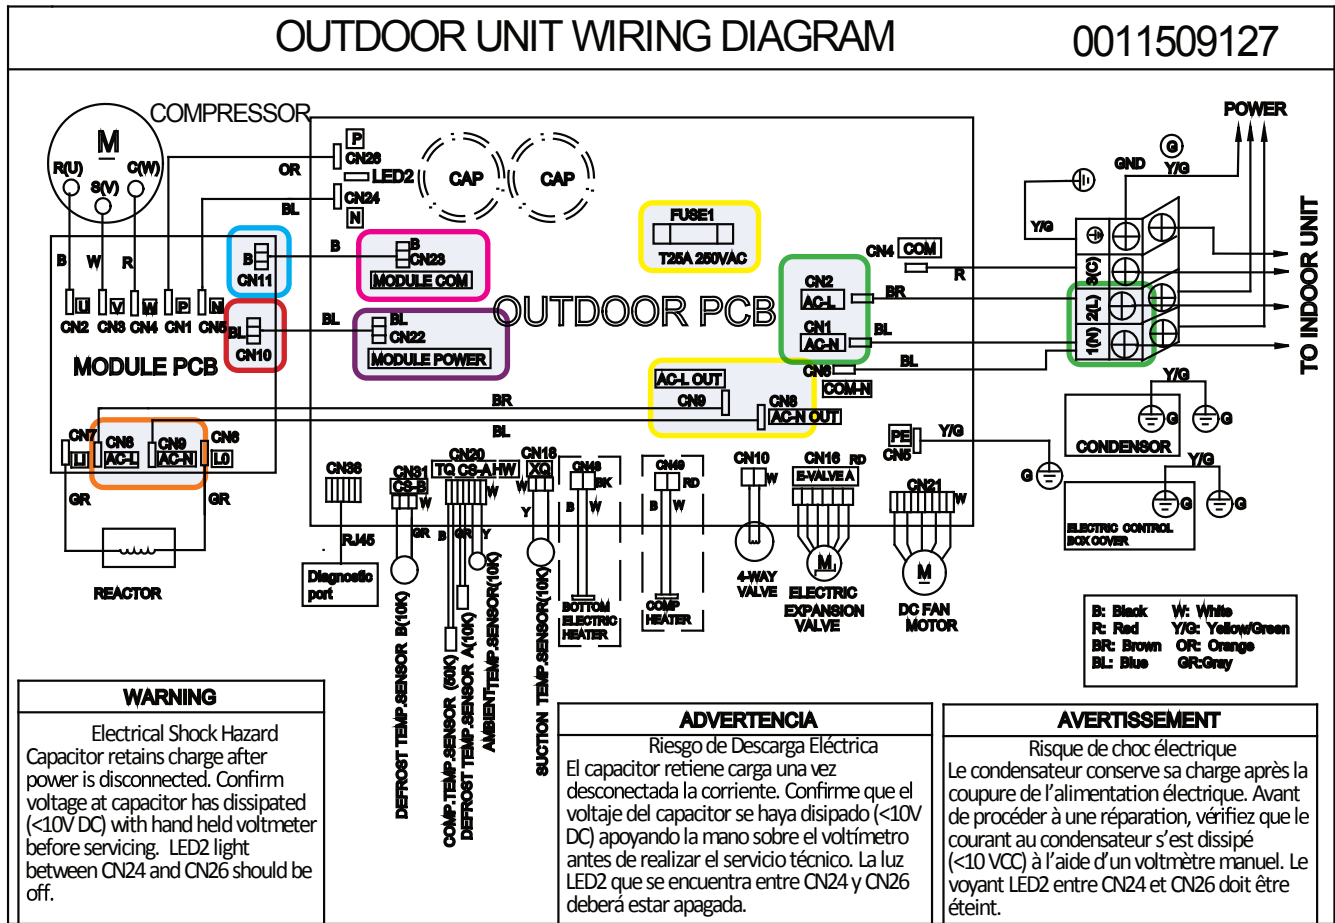 OUTDOOR UNIT WIRING DIAGRAM
0011509127
COMPRESSOR
M
R(U)
C(W)
S(V)
OR
BL
P
CN26
LED2
CN24
N
CAP
CAP
FUSE1
T25A 250VAC
POWER
G
GND
Y/G
Y/G
CN4
COM
R
3(C)
2(L)
1(N)
TO INDOOR UNIT
B
W
R
B
CN11
B
B
CN23
MODULE COM
U
V
W
P
N
CN2
CN3
CN4
CN1
CN5
MODULE PCB
BL
CN10
BL
BL
CN22
MODULE POWER
OUTDOOR PCB
CN2
AC-L
BR
CN1
AC-N
BL
CN6
COM-N
BL
AC-L OUT
CN9
CN8
AC-N OUT
BR
BL
CN7
LI
CN8
AC-L
CN9
AC-N
CN6
L0
GR
GR
REACTOR
CN36
RJ45
Diagnostic
port
CN31
CS-B
W
GR
DEFROST TEMP.SENSOR B(10K)
CN20
TQ CS-A HW
W
B
GR
Y
COMP.TEMP.SENSOR (50K)
DEFROST TEMP.SENSOR A(10K)
AMBIENT TEMP.SENSOR(10K)
CN18
XQ
W
Y
SUCTION TEMP.SENSOR(10K)
CN48
BK
B
W
BOTTOM
ELECTRIC
HEATER
CN49
RD
B
W
COMP
HEATER
CN10
W
4-WAY
VALVE
CN16
RD
E-VALVE A
M
ELECTRIC
EXPANSION
VALVE
PE
CN5
Y/G
G
CN21
W
M
DC FAN
MOTOR
Y/G
G
G
CONDENSOR
Y/G
G
G
ELECTRIC CONTROL
BOX COVER
B: Black W: White
R: Red Y/G: Yellow/Green
BR: Brown OR: Orange
BL: Blue GR:Gray
WARNING
Electrical Shock Hazard
Capacitor retains charge after
power is disconnected. Confirm
voltage at capacitor has dissipated
(<10V DC) with hand held voltmeter
before servicing. LED2 light
between CN24 and CN26 should be
off.
ADVERTENCIA
Riesgo de Descarga Eléctrica
El capacitor retiene carga una vez
desconectada la corriente. Confirme que el
voltaje del capacitor se haya disipado (<10V
DC) apoyando la mano sobre el voltímetro
antes de realizar el servicio técnico. La luz
LED2 que se encuentra entre CN24 y CN26
deberá estar apagada.
AVERTISSEMENT
Risque de choc électrique
Le condensateur conserve sa charge après la
coupure de l'alimentation électrique. Avant
de procéder à une réparation, vérifiez que le
courant au condensateur s'est dissipé
(<10 VCC) à l'aide d'un voltmètre manuel. Le
voyant LED2 entre CN24 et CN26 doit être
éteint.